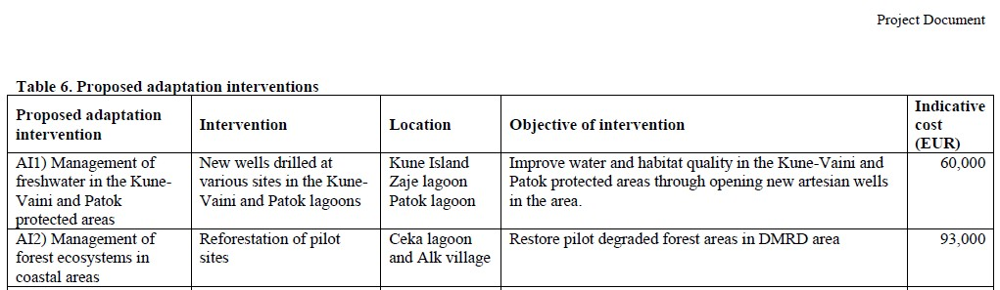 Project Document
Table 6. Proposed adaptation interventions
Proposed adaptation
intervention
Intervention
Location
Objective of intervention
Indicative
cost
(EUR)
AI1) Management of
freshwater in the Kune-
Vaini and Patok
protected areas
New wells drilled at
various sites in the Kune-
Vaini and Patok lagoons
Kune Island
Zaje lagoon
Patok lagoon
Improve water and habitat quality in the Kune-Vaini and
Patok protected areas through opening new artesian wells
in the area.
60,000
AI2) Management of
forest ecosystems in
coastal areas
Reforestation of pilot
sites
Ceka lagoon
and Alk village
Restore pilot degraded forest areas in DMRD area
93,000